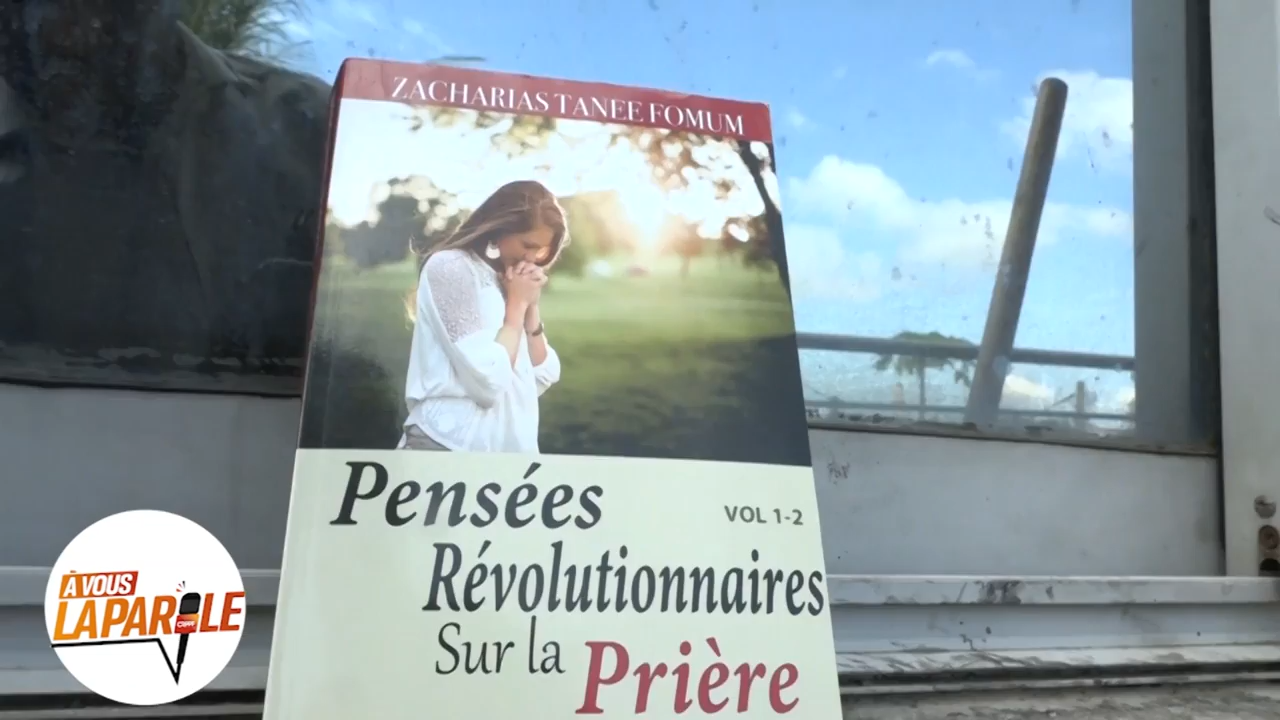 ZACHARIAS TANEE FOMUM
Pensées
VOL 1-2
Révolutionnaires
Sur la Prière
À VOUS
LA PAROLE